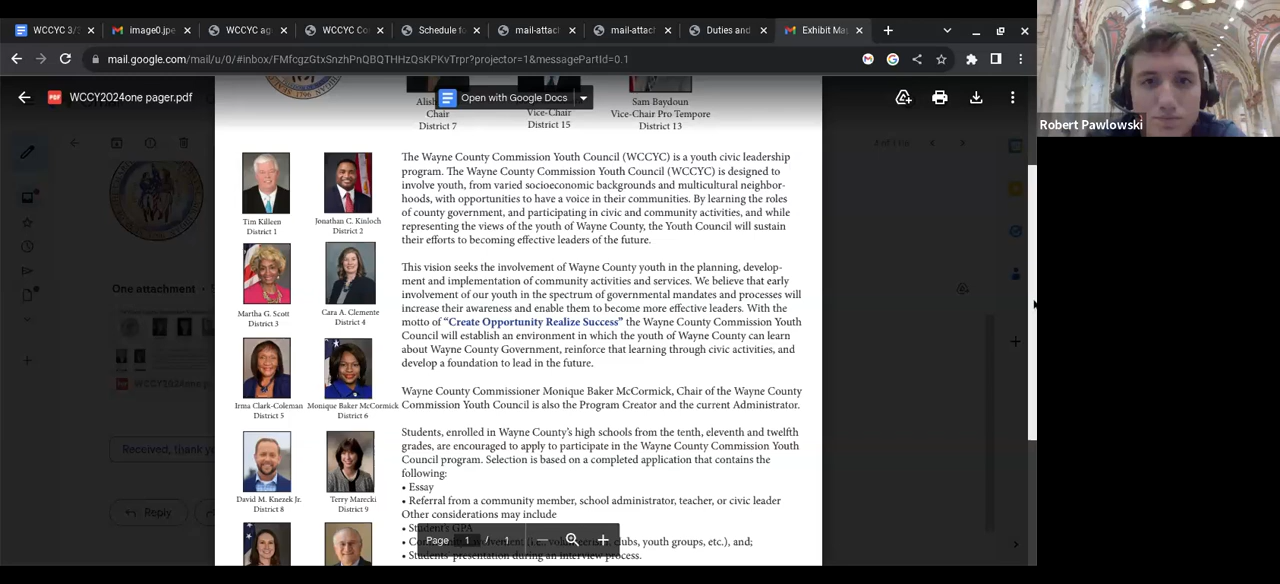 WCCYC 3/
image0.jpe
WCCYC ag
WCCYC Co
Schedule fo
mail-attach
mail-attach
Duties and
Exhibit Ma
mail.google.com/mail/u/0/#inbox/FMfcgzGtxSnzhPnQBQTHHzQsKPKvTrpr?projector=1&messagePartId=0.1
PDF WCCY2024one pager.pdf
Open with Google Docs
Chair
District 7
Vice-Chair
District 15
Sam Baydoun
Vice-Chair Pro Tempore
District 13
Robert Pawlowski
Tim Killeen
District 1
Jonathan C. Kinloch
District 2
Martha G. Scott
District 3
Cara A. Clemente
District 4
Irma Clark-Coleman
District 5
Monique Baker McCormick
District 6
David M. Knezek Jr.
District 8
Terry Marecki
District 9
The Wayne County Commission Youth Council (WCCYC) is a youth civic leadership
program. The Wayne County Commission Youth Council (WCCYC) is designed to
involve youth, from varied socioeconomic backgrounds and multicultural neighbor-
hoods, with opportunities to have a voice in their communities. By learning the roles
of county government, and participating in civic and community activities, and while
representing the views of the youth of Wayne County, the Youth Council will sustain
their efforts to becoming effective leaders of the future.
This vision seeks the involvement of Wayne County youth in the planning, develop-
ment and implementation of community activities and services. We believe that early
involvement of our youth in the spectrum of governmental mandates and processes will
increase their awareness and enable them to become more effective leaders. With the
motto of “Create Opportunity Realize Success” the Wayne County Commission Youth
Council will establish an environment in which the youth of Wayne County can learn
about Wayne County Government, reinforce that learning through civic activities, and
develop a foundation to lead in the future.
Wayne County Commissioner Monique Baker McCormick, Chair of the Wayne County
Commission Youth Council is also the Program Creator and the current Administrator.
Students, enrolled in Wayne County’s high schools from the tenth, eleventh and twelfth
grades, are encouraged to apply to participate in the Wayne County Commission Youth
Council program. Selection is based on a completed application that contains the
following:
• Essay
• Referral from a community member, school administrator, teacher, or civic leader
Other considerations may include
• Student's GPA
clubs, youth groups, etc.), and;
• Students' presentation during an interview process.
Page 1 / 1
One attachment •
Received, thank y
Reply